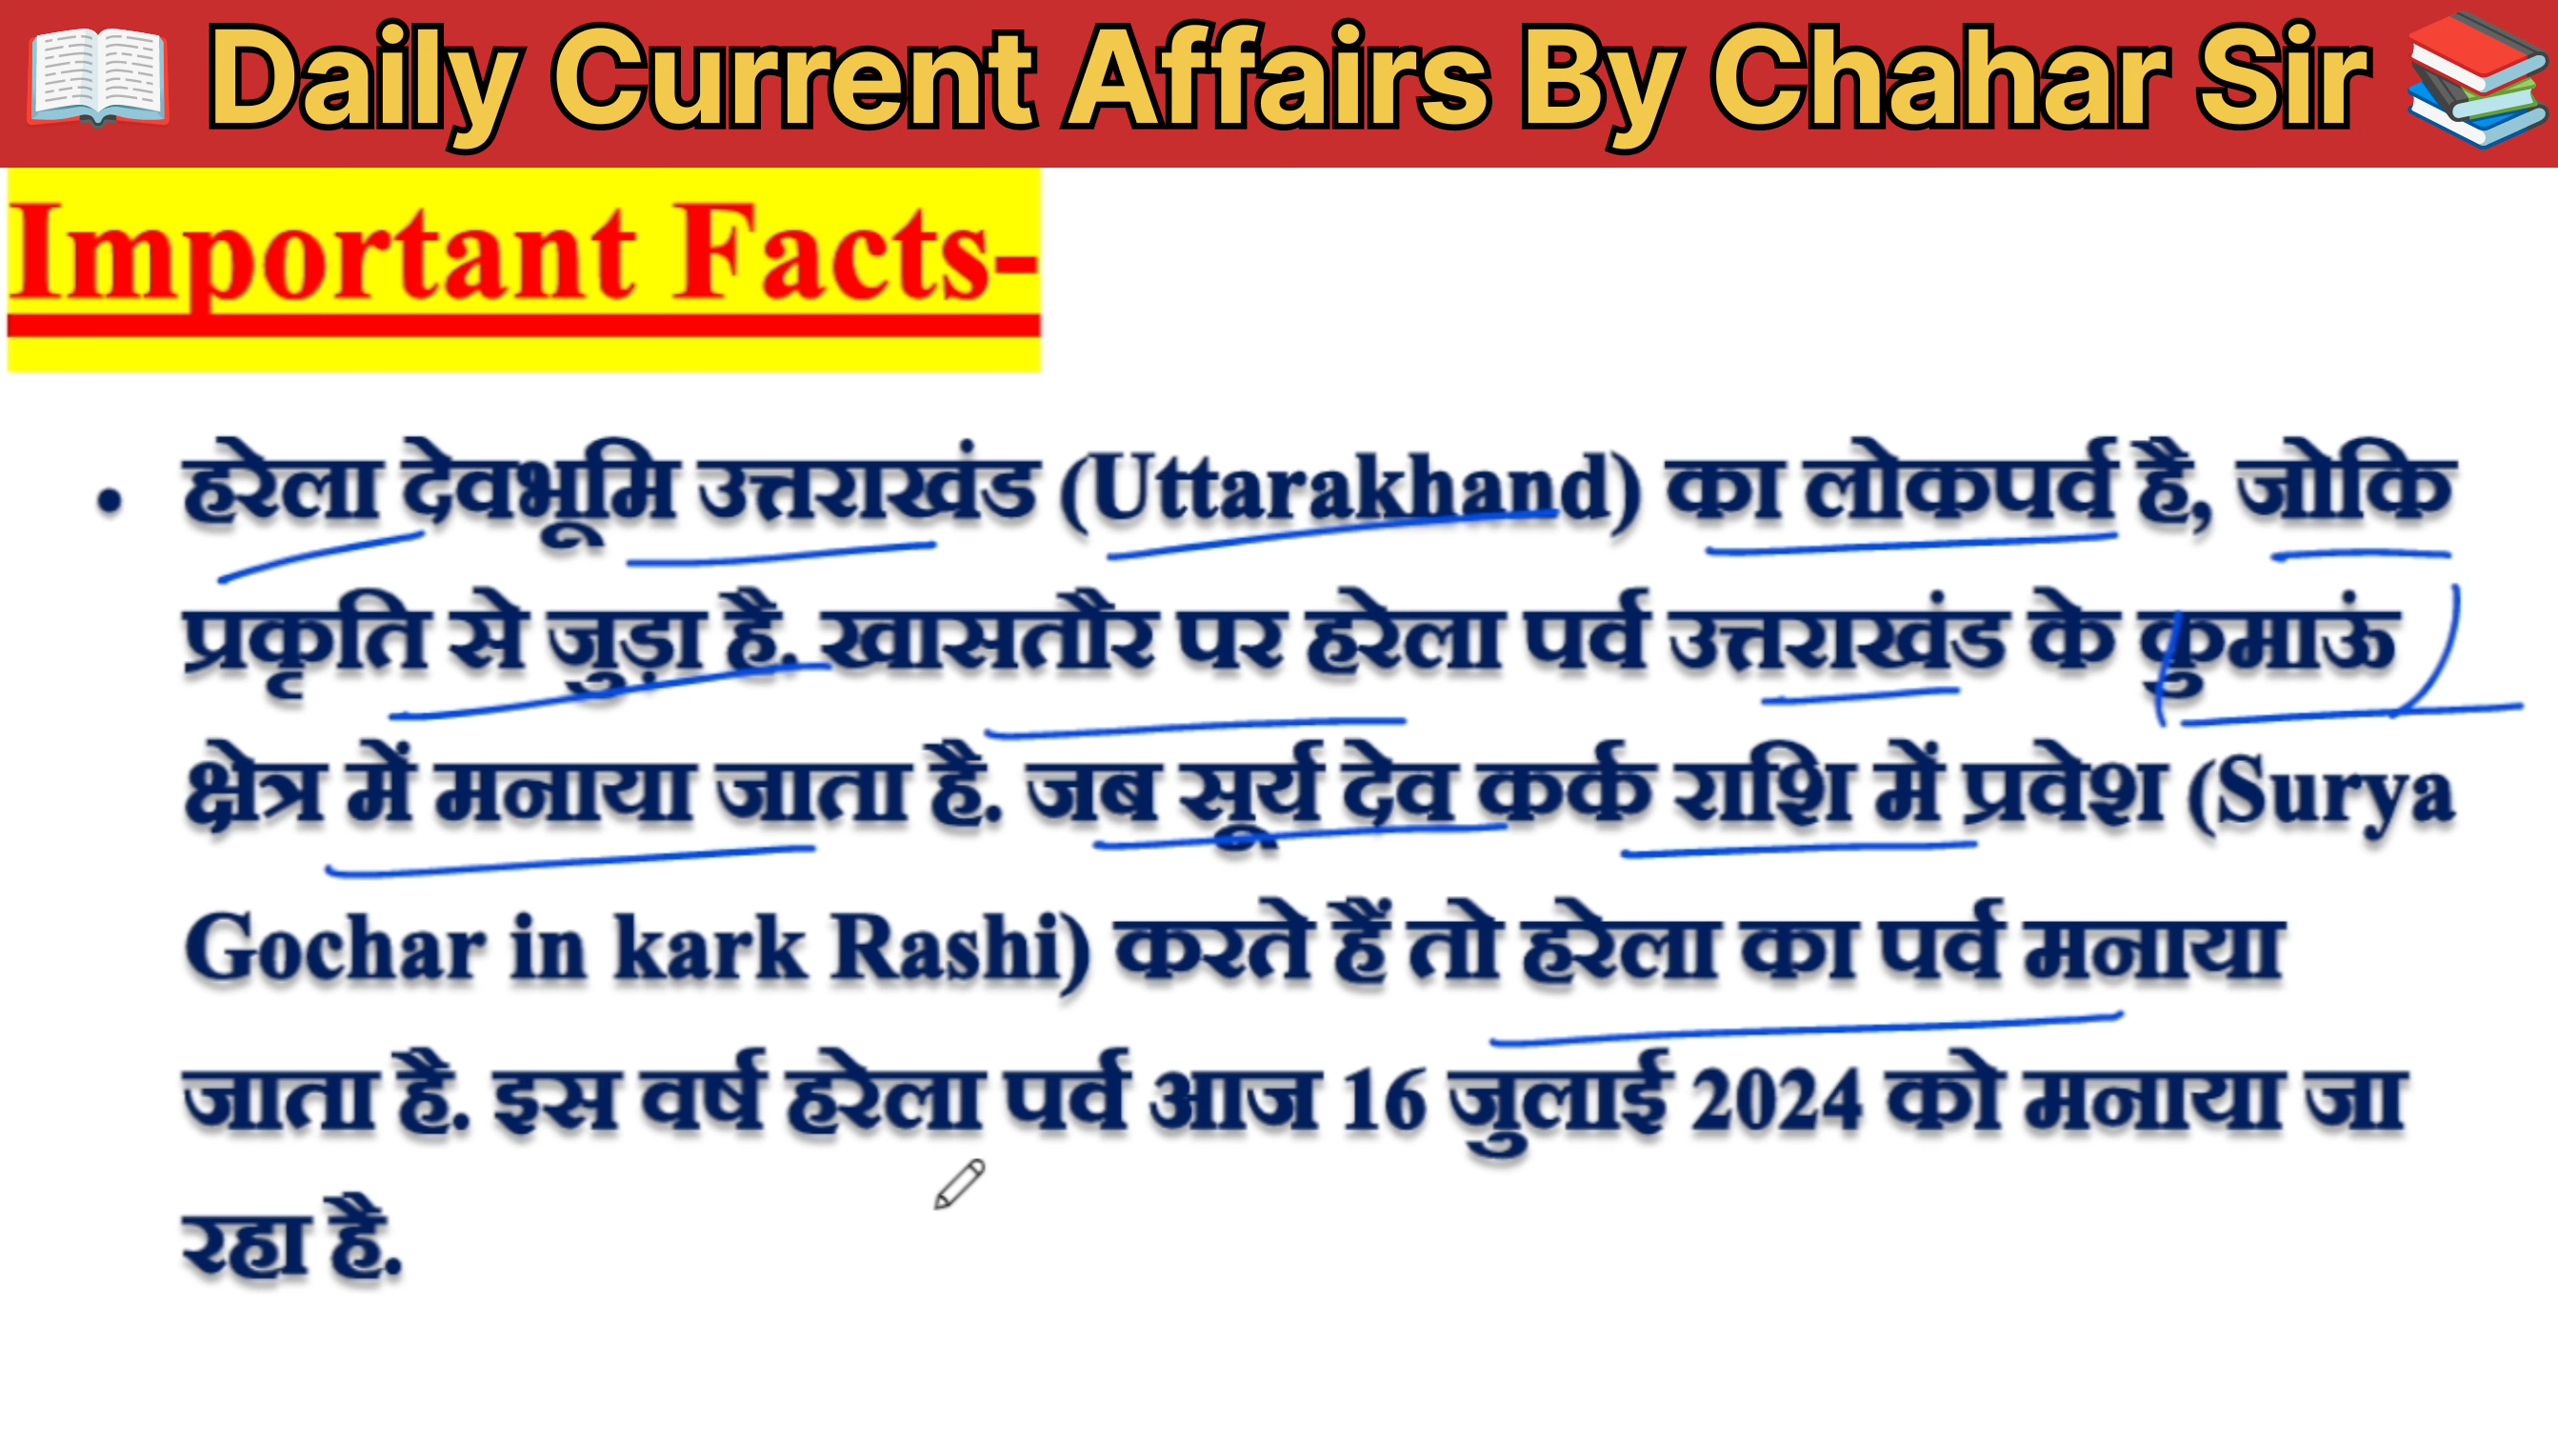 📖 Daily Current Affairs By Chahar Sir 📚
Important Facts-
• हरेला देवभूमि उत्तराखंड (Uttarakhand) का लोकपर्व है, जोकि
प्रकृति से जुड़ा है. खासतौर पर हरेला पर्व उत्तराखंड के कुमाऊं
क्षेत्र में मनाया जाता है. जब सूर्य देव कर्क राशि में प्रवेश (Surya
Gochar in kark Rashi) करते हैं तो हरेला का पर्व मनाया
जाता है. इस वर्ष हरेला पर्व आज 16 जुलाई 2024 को मनाया जा
रहा है.